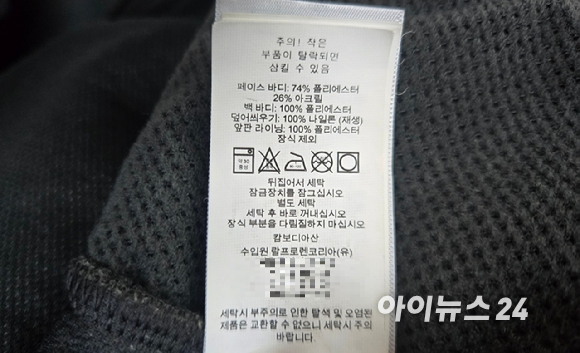 주의! 작은
부품이 탈락되면
삼킬 수 있음
페이스 바디: 74% 폴리에스터
26% 아크릴
백 바디: 100% 폴리에스터
덮어씌우기: 100% 나일론 (재생)
앞판 라이닝: 100% 폴리에스터
장식 제외
약 30
중성
뒤집어서 세탁
잠금장치를 잠그십시오
별도 세탁
세탁 후 바로 꺼내십시오
장식 부분을 다림질하지 마십시오
캄보디아산
수입원 랄프로렌코리아(유)
세탁시 부주의로 인한 탈색 및 오염된
제품은 교환할 수 없으니 세탁시 주의
바랍니다.
아이뉴스24